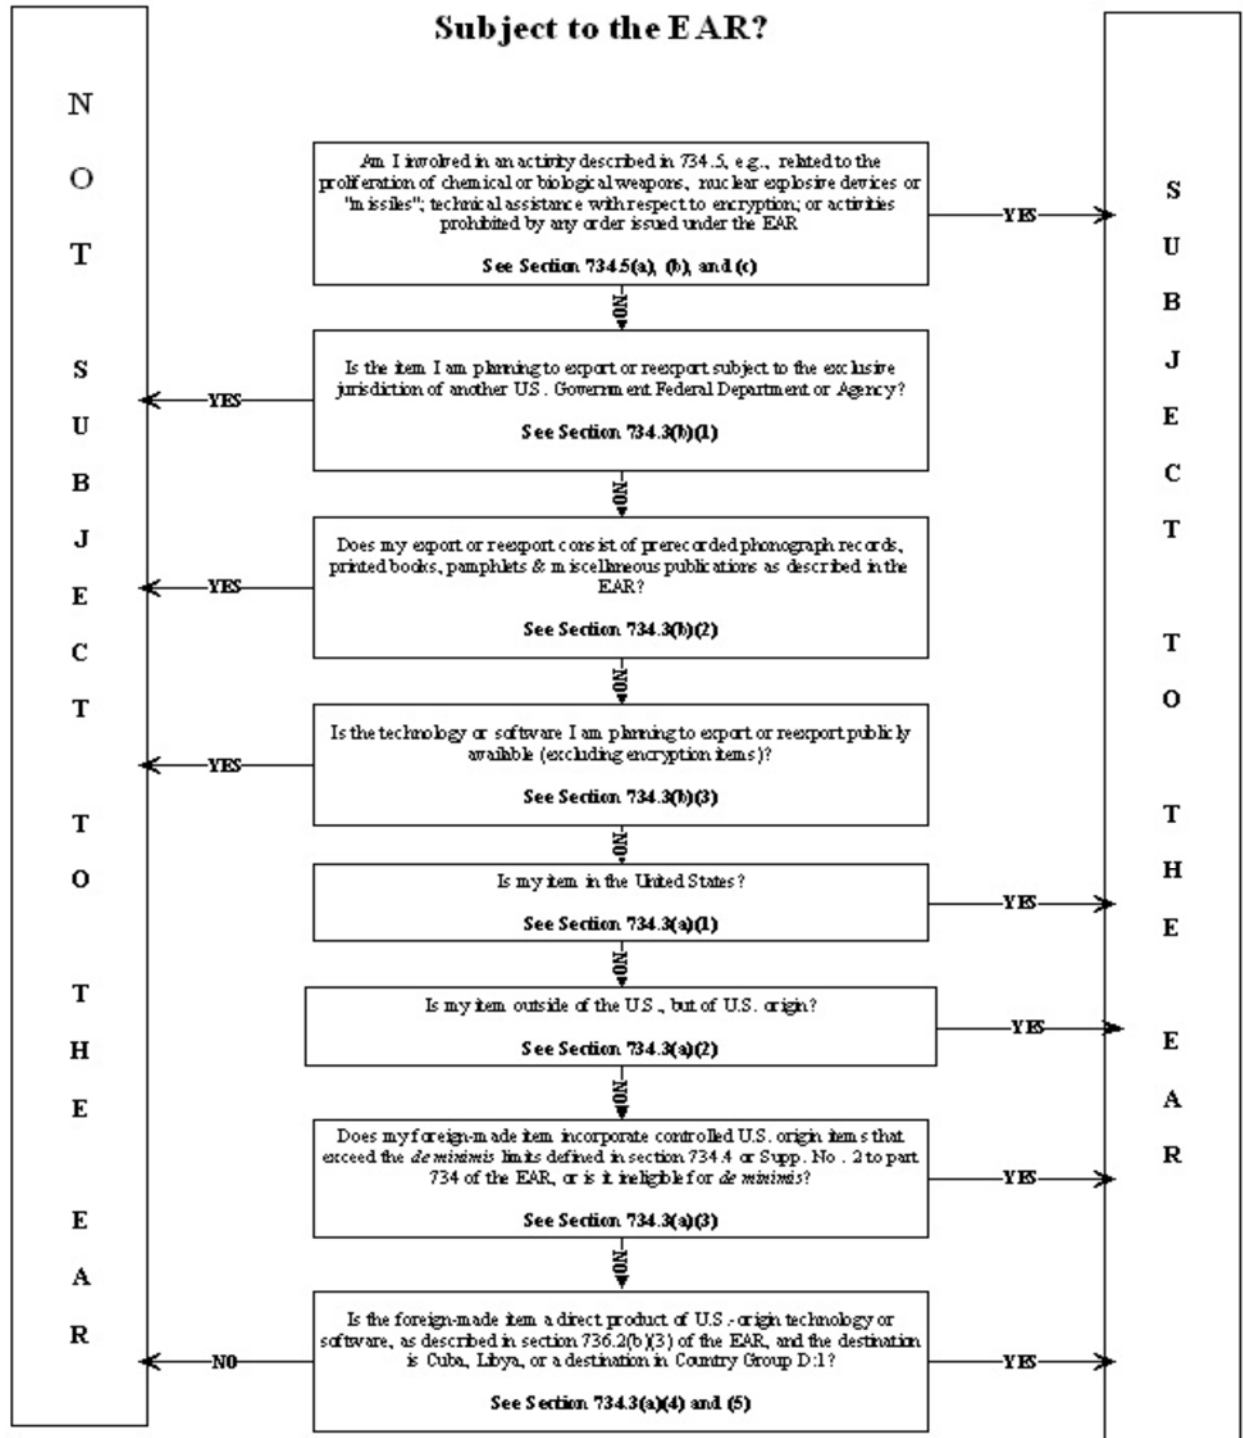 Subject to the EAR?
N
O
T
S
U
B
J
E
C
T
T
O
T
H
E
E
A
R
Am I involved in an activity described in 734.5, e.g., related to the
proliferation of chemical or biological weapons, nuclear explosive devices or
"missiles"; technical assistance with respect to encryption; or activities
prohibited by any order issued under the EAR
See Section 734.5(a), (b), and (c)
YES
NO
Is the item I am planning to export or reexport subject to the exclusive
jurisdiction of another U.S. Government Federal Department or Agency?
See Section 734.3(b)(1)
YES
NO
Does my export or reexport consist of prerecorded phonograph records,
printed books, pamphlets & miscellaneous publications as described in the
EAR?
See Section 734.3(b)(2)
YES
NO
Is the technology or software I am planning to export or reexport publicly
available (excluding encryption items)?
See Section 734.3(b)(3)
YES
NO
Is my item in the United States?
See Section 734.3(a)(1)
YES
NO
Is my item outside of the U.S., but of U.S. origin?
See Section 734.3(a)(2)
YES
NO
Does my foreign-made item incorporate controlled U.S. origin items that
exceed the de minimis limits defined in section 734.4 or Supp. No. 2 to part
734 of the EAR, or is it ineligible for de minimis?
See Section 734.3(a)(3)
YES
NO
Is the foreign-made item a direct product of U.S.-origin technology or
software, as described in section 736.2(b)(3) of the EAR, and the destination
is Cuba, Libya, or a destination in Country Group D:1?
See Section 734.3(a)(4) and (5)
NO
YES
S
U
B
J
E
C
T
T
O
T
H
E
E
A
R